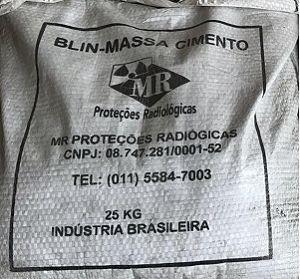 BLIN-MASSA CIMENTO
MR
Proteções Radiológicas
MR PROTEÇÕES RADIOGICAS
CNPJ: 08.747.281/0001-52
TEL: (011) 5584-7003
25 KG
INDÚSTRIA BRASILEIRA